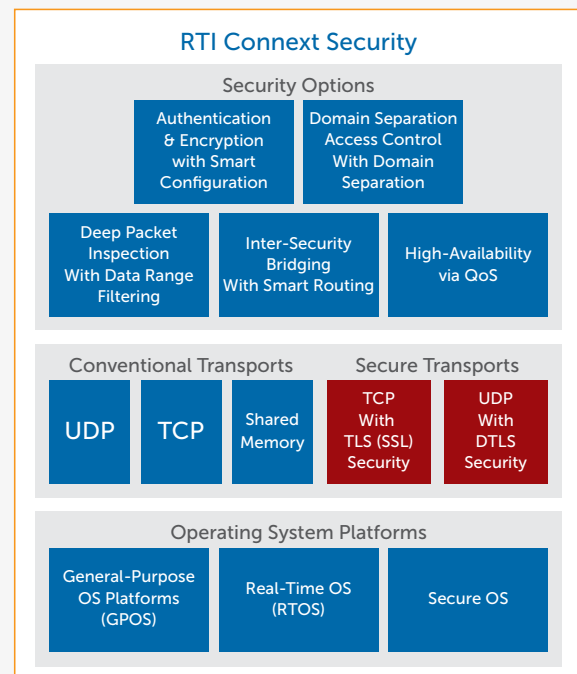 RTI Connext Security
Security Options
Authentication
& Encryption
with Smart
Configuration
Domain Separation
Access Control
With Domain
Separation
Deep Packet
Inspection
With Data Range
Filtering
Inter-Security
Bridging
With Smart Routing
High-Availability
via QoS
Conventional Transports
UDP
TCP
Shared
Memory
Secure Transports
TCP
With
TLS (SSL)
Security
UDP
With
DTLS
Security
Operating System Platforms
General-Purpose
OS Platforms
(GPOS)
Real-Time OS
(RTOS)
Secure OS